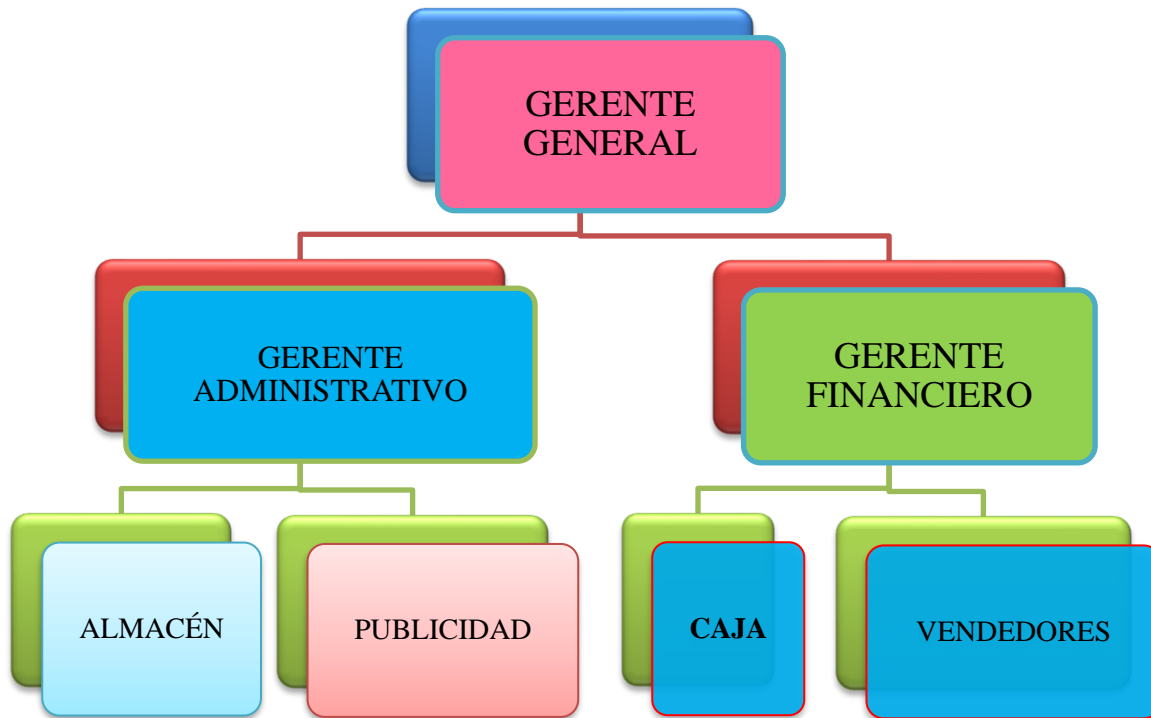 GERENTE
GENERAL
GERENTE
ADMINISTRATIVO
GERENTE
FINANCIERO
ALMACÉN
PUBLICIDAD
CAJA
VENDEDORES